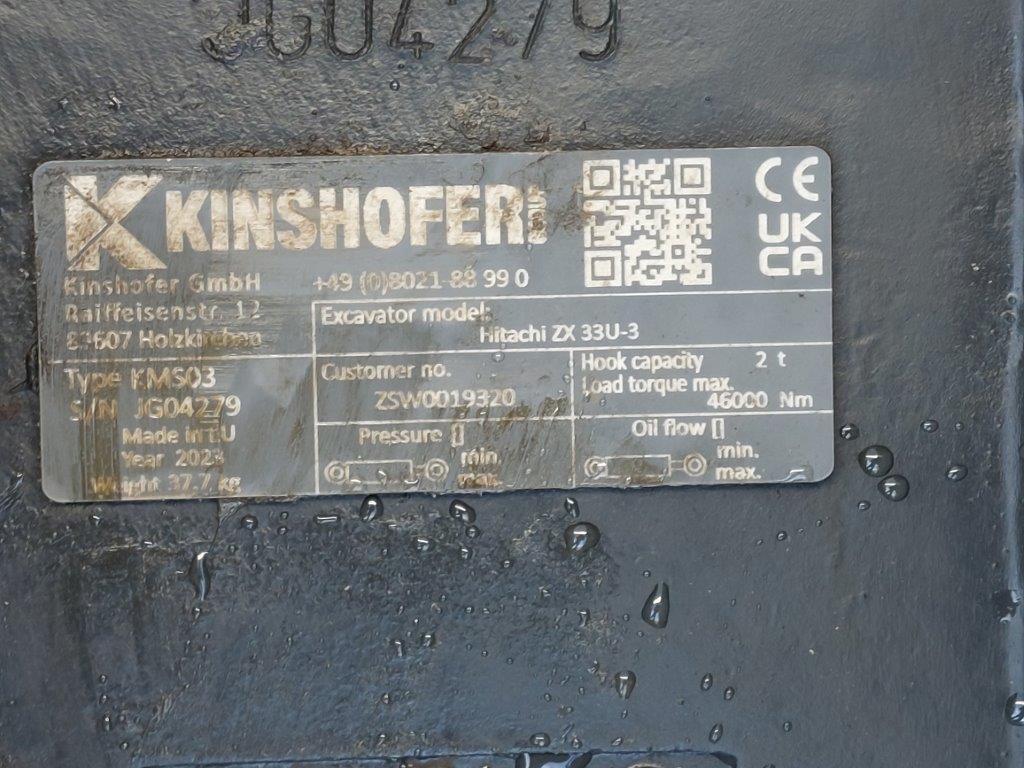 JG04279
KINSHOFER
Kinshofer GmbH +49 (0)8021-88 99 0
Raiffeisenstr. 12
83607 Holzkirchen
Excavator model:
Hitachi ZX 33U-3
Type KMS03
S/N JG04279
Made in EU
Year 2023
Weight 37.7 kg
Customer no.
ZSW0019320
Hook capacity 2 t
Load torque max.
46000 Nm
Pressure []
min.
max.
Oil flow []
min.
max.
CE
UK
CA